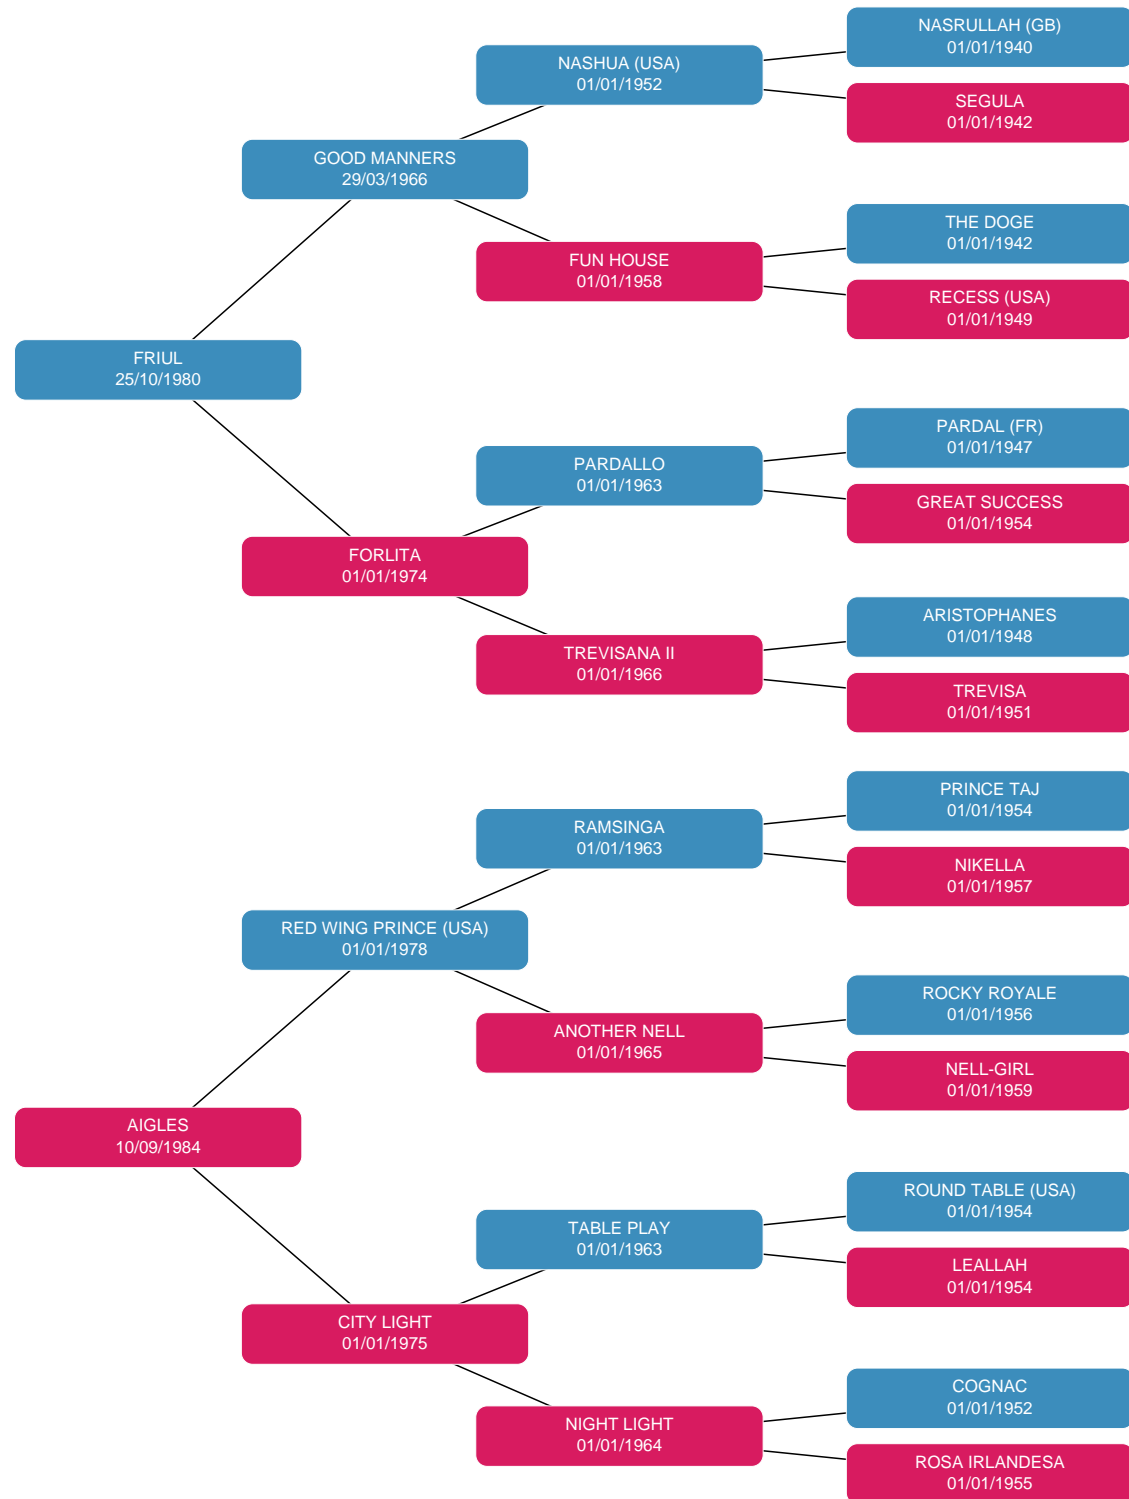 NASRULLAH (GB)
01/01/1940
NASHUA (USA)
01/01/1952
SEGULA
01/01/1942
GOOD MANNERS
29/03/1966
THE DOGE
01/01/1942
FUN HOUSE
01/01/1958
RECESS (USA)
01/01/1949
FRIUL
25/10/1980
PARDAL (FR)
01/01/1947
PARDALLO
01/01/1963
GREAT SUCCESS
01/01/1954
FORLITA
01/01/1974
ARISTOPHANES
01/01/1948
TREVISANA II
01/01/1966
TREVISA
01/01/1951
PRINCE TAJ
01/01/1954
RAMSINGA
01/01/1963
NIKELLA
01/01/1957
RED WING PRINCE (USA)
01/01/1978
ROCKY ROYALE
01/01/1956
ANOTHER NELL
01/01/1965
NELL-GIRL
01/01/1959
AIGLES
10/09/1984
ROUND TABLE (USA)
01/01/1954
TABLE PLAY
01/01/1963
LEALLAH
01/01/1954
CITY LIGHT
01/01/1975
COGNAC
01/01/1952
NIGHT LIGHT
01/01/1964
ROSA IRLANDESA
01/01/1955